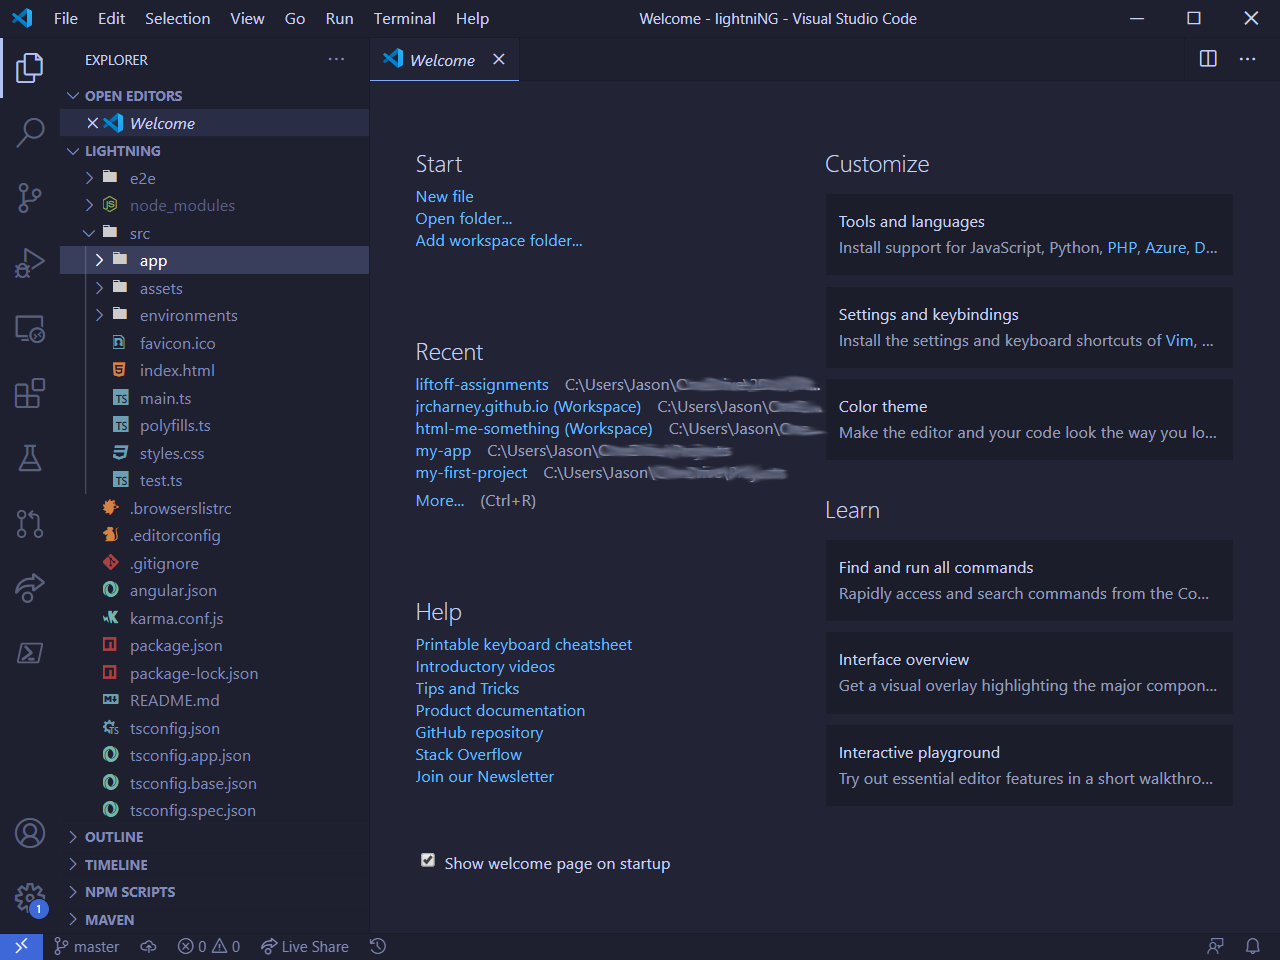 File Edit Selection View Go Run Terminal Help Welcome - lightniNG - Visual Studio Code
EXPLORER
Welcome
OPEN EDITORS
Welcome
LIGHTNING
e2e
node_modules
src
app
assets
environments
favicon.ico
index.html
main.ts
polyfills.ts
styles.css
test.ts
.browserslistrc
.editorconfig
.gitignore
angular.json
karma.conf.js
package.json
package-lock.json
README.md
tsconfig.json
tsconfig.app.json
tsconfig.base.json
tsconfig.spec.json
OUTLINE
TIMELINE
NPM SCRIPTS
MAVEN
Start
New file
Open folder...
Add workspace folder...
Recent
liftoff-assignments C:\Users\Jason\
jrcharney.github.io (Workspace) C:\Users\Jason\
html-me-something (Workspace) C:\Users\Jason\
my-app C:\Users\Jason\
my-first-project C:\Users\Jason\
More... (Ctrl+R)
Help
Printable keyboard cheatsheet
Introductory videos
Tips and Tricks
Product documentation
GitHub repository
Stack Overflow
Join our Newsletter
Show welcome page on startup
Customize
Tools and languages
Install support for JavaScript, Python, PHP, Azure, D...
Settings and keybindings
Install the settings and keyboard shortcuts of Vim, ...
Color theme
Make the editor and your code look the way you lo...
Learn
Find and run all commands
Rapidly access and search commands from the Co...
Interface overview
Get a visual overlay highlighting the major compon...
Interactive playground
Try out essential editor features in a short walkthro...
1
master 0 0 Live Share